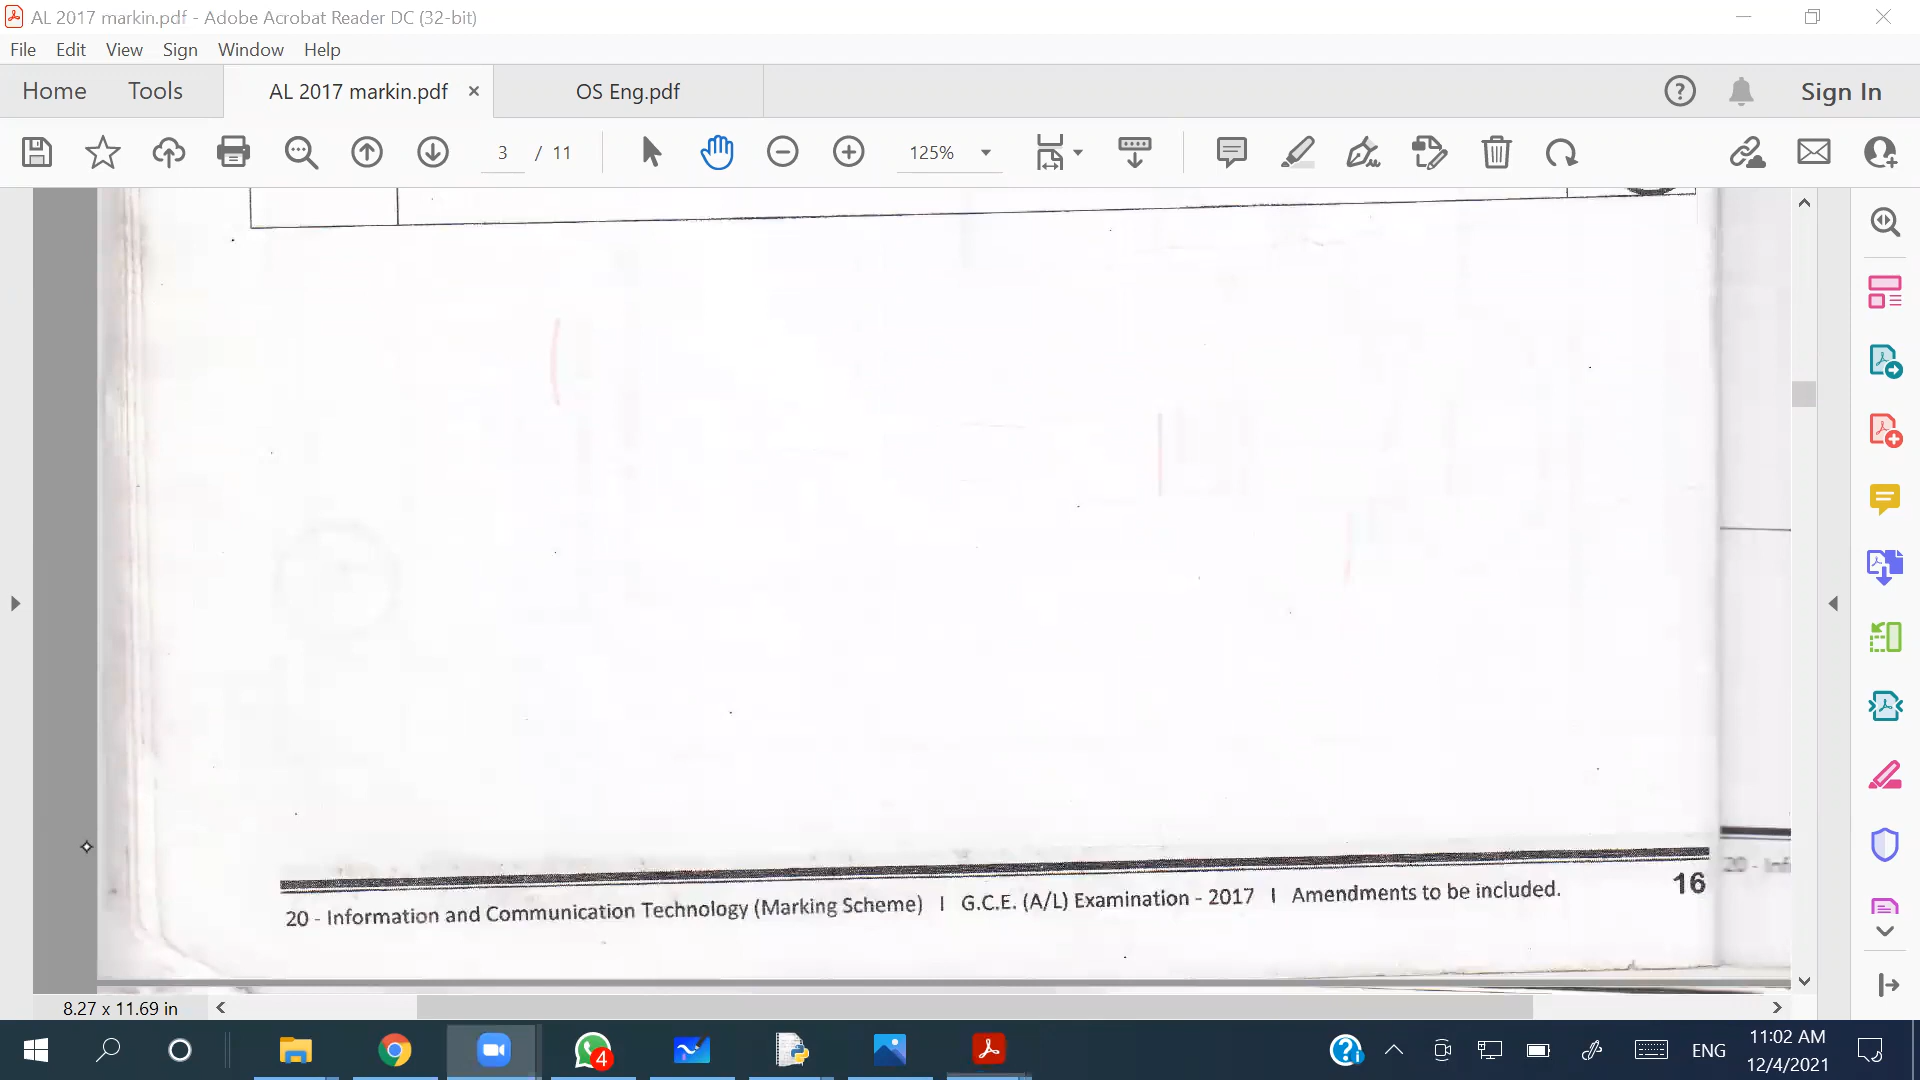 AL 2017 markin.pdf - Adobe Acrobat Reader DC (32-bit)
File Edit View Sign Window Help
Home Tools AL 2017 markin.pdf × OS Eng.pdf Sign In
3 / 11 125%
20 - Information and Communication Technology (Marking Scheme) I G.C.E. (A/L) Examination - 2017 I Amendments to be included. 16
8.27 x 11.69 in
4
ENG
11:02 AM
12/4/2021